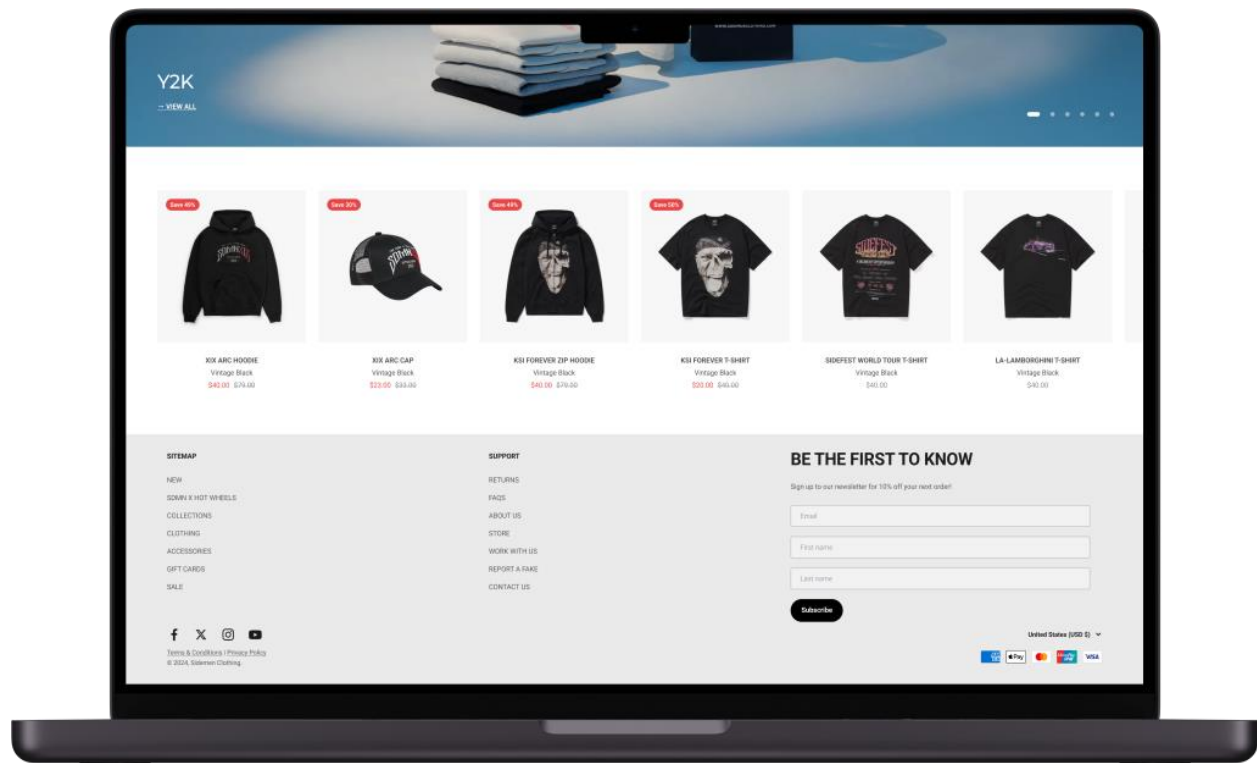 Y2K
→ VIEW ALL
Save 49%
Save 30%
Save 49%
Save 50%
SIDEFEST
XIX ARC HOODIE
Vintage Black
$40.00 $79.00
XIX ARC CAP
Vintage Black
$23.00 $33.00
KSI FOREVER ZIP HOODIE
Vintage Black
$40.00 $79.00
KSI FOREVER T-SHIRT
Vintage Black
$20.00 $40.00
SIDEFEST WORLD TOUR T-SHIRT
Vintage Black
$40.00
LA-LAMBORGHINI T-SHIRT
Vintage Black
$40.00
SITEMAP
NEW
SDMN X HOT WHEELS
COLLECTIONS
CLOTHING
ACCESSORIES
GIFT CARDS
SALE
SUPPORT
RETURNS
FAQS
ABOUT US
STORE
WORK WITH US
REPORT A FAKE
CONTACT US
BE THE FIRST TO KNOW
Sign up to our newsletter for 10% off your next order!
Email
First name
Last name
Subscribe
Terms & Conditions | Privacy Policy
© 2024, Sidemen Clothing.
United States (USD $)
Pay
VISA